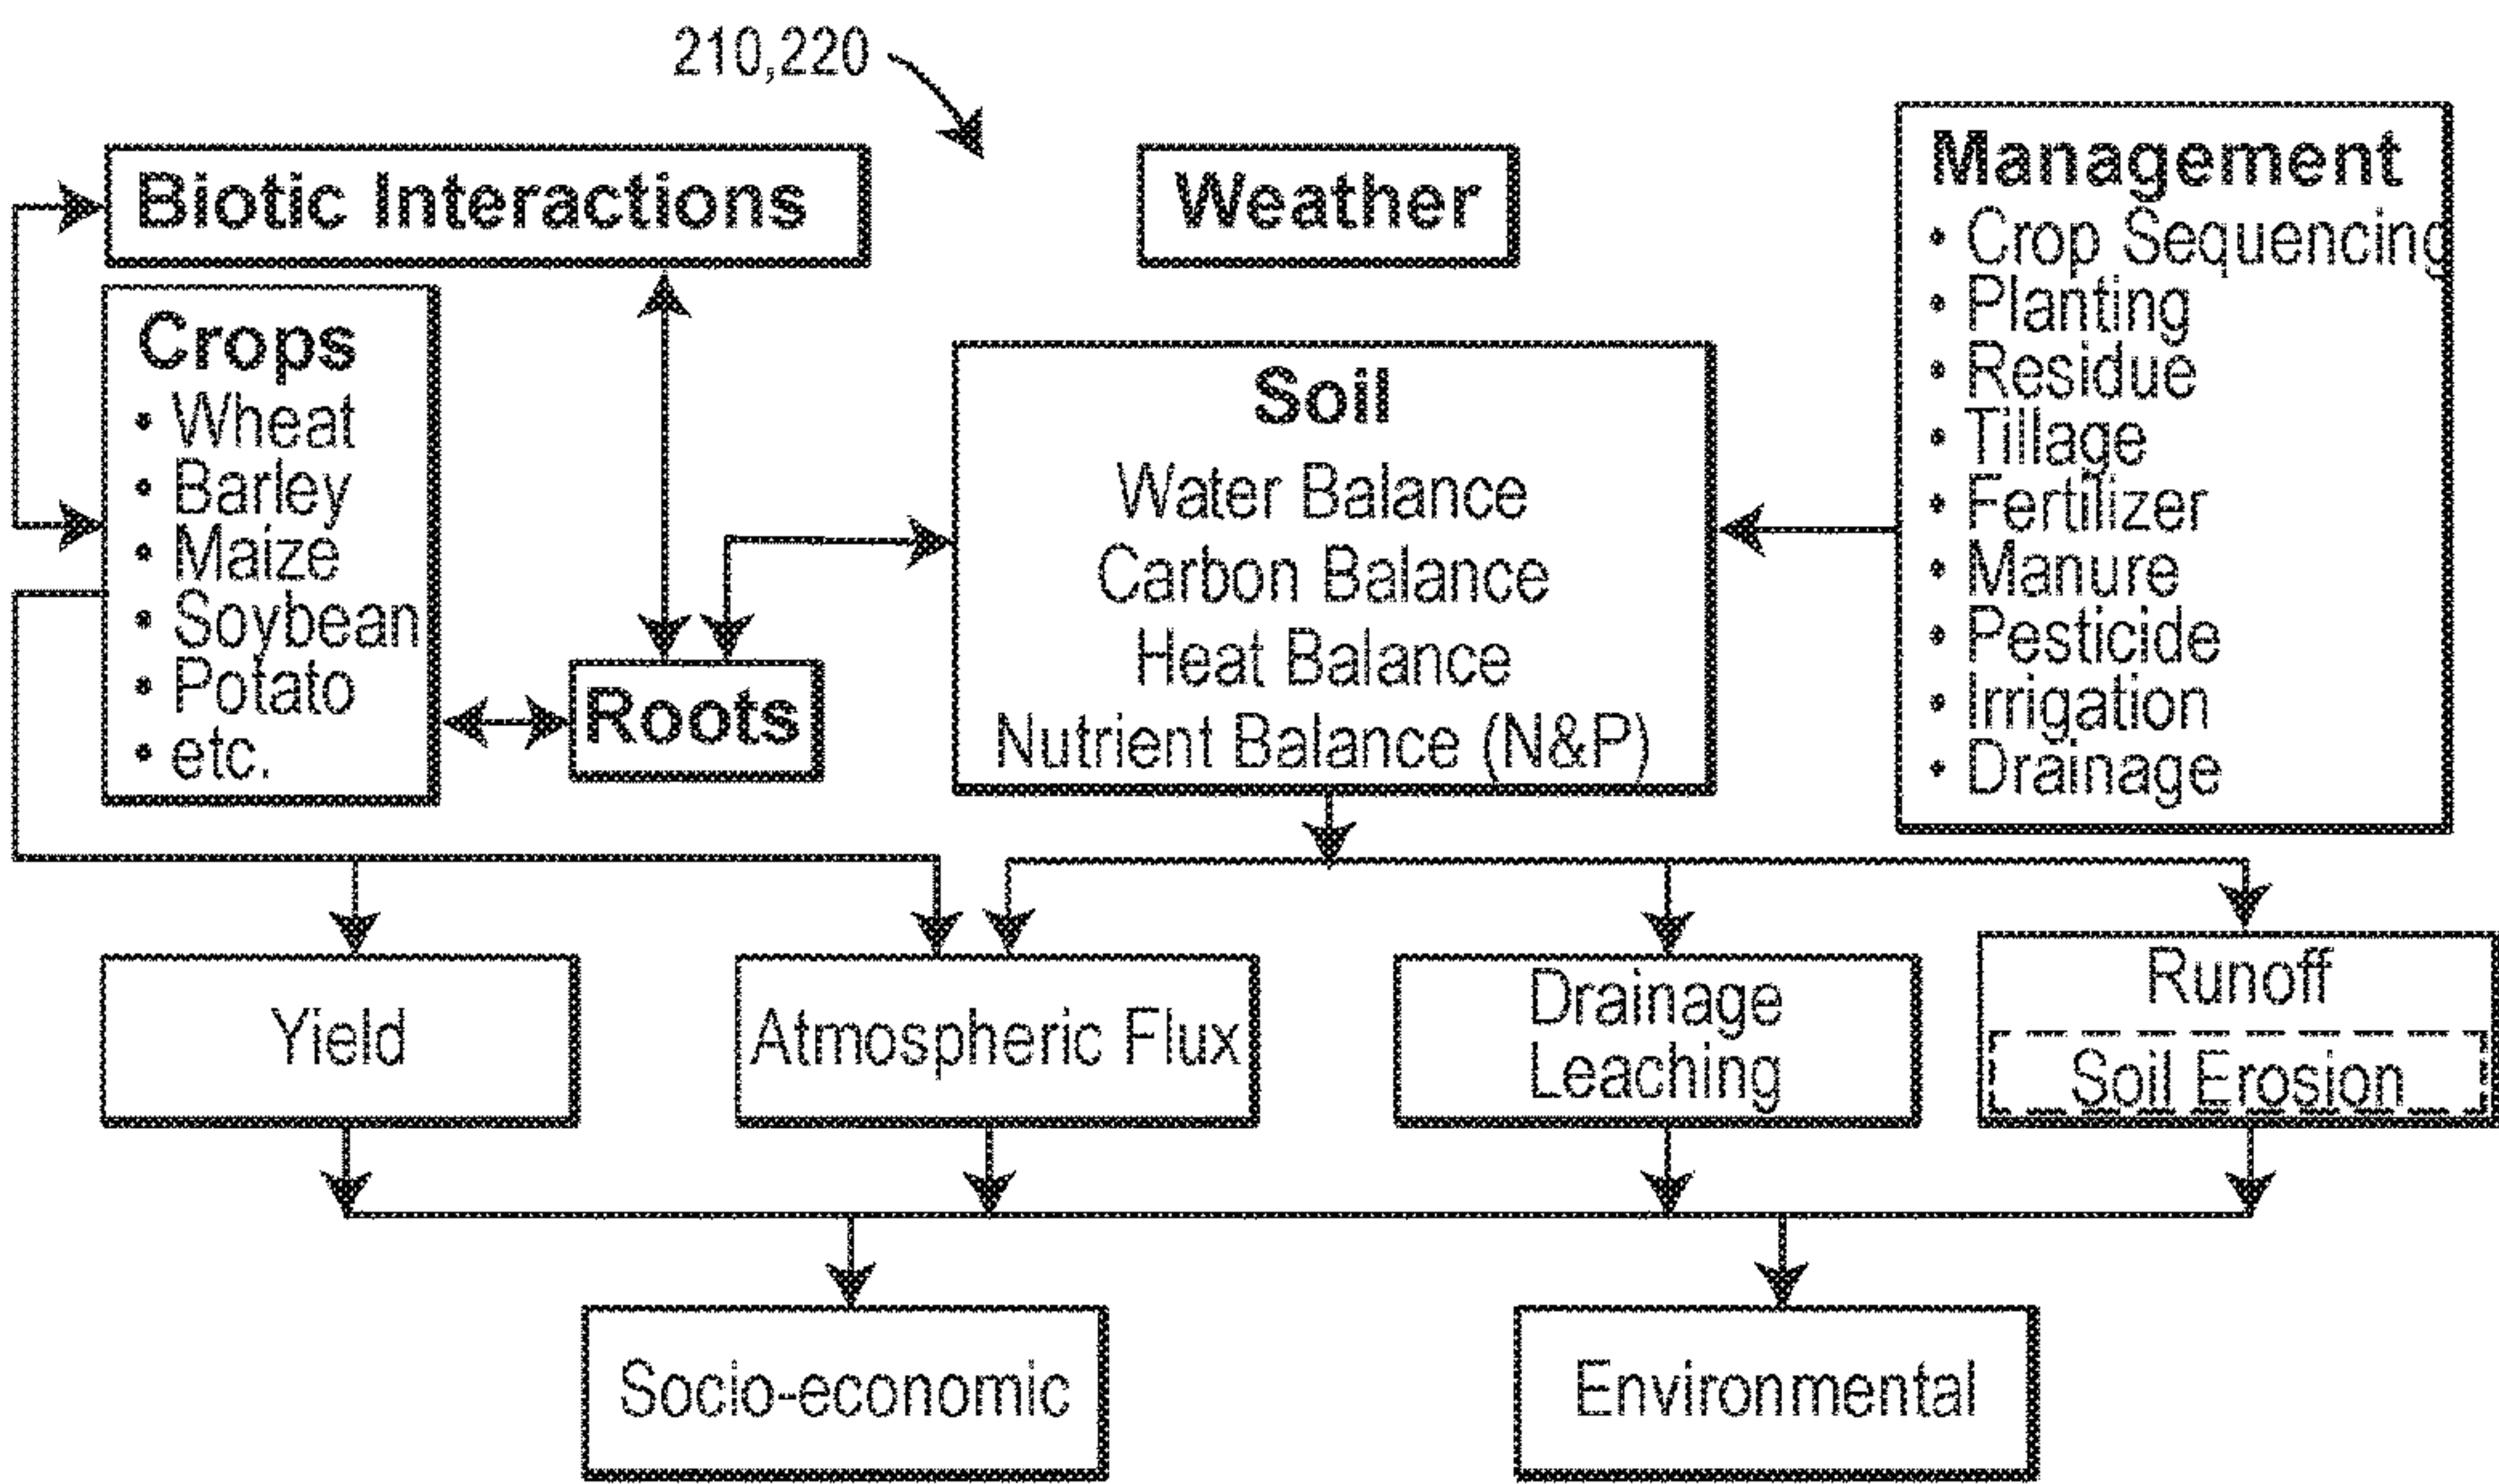 210,220
Biotic Interactions
Weather
Management
• Crop Sequencing
• Planting
• Residue
• Tillage
• Fertilizer
• Manure
• Pesticide
• Irrigation
• Drainage
Crops
• Wheat
• Barley
• Maize
• Soybean
• Potato
• etc.
Roots
Soil
Water Balance
Carbon Balance
Heat Balance
Nutrient Balance (N&P)
Yield
Atmospheric Flux
Drainage
Leaching
Runoff
Soil Erosion
Socio-economic
Environmental